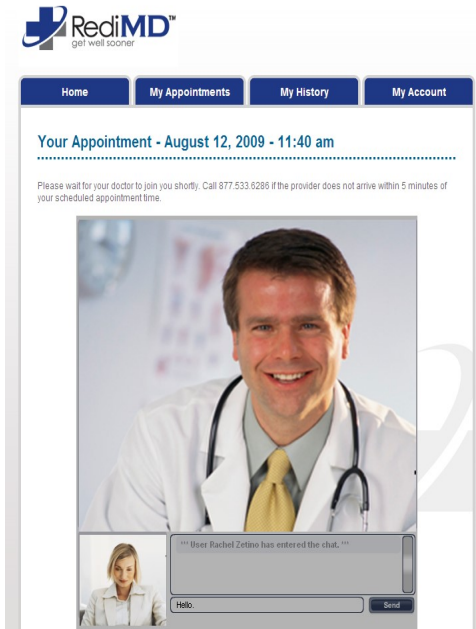 RediMD™
get well sooner
Home My Appointments My History My Account
Your Appointment - August 12, 2009 - 11:40 am
Please wait for your doctor to join you shortly. Call 877.533.6286 if the provider does not arrive within 5 minutes of
your scheduled appointment time.
*** User Rachel Zetino has entered the chat. ***
Hello. Send